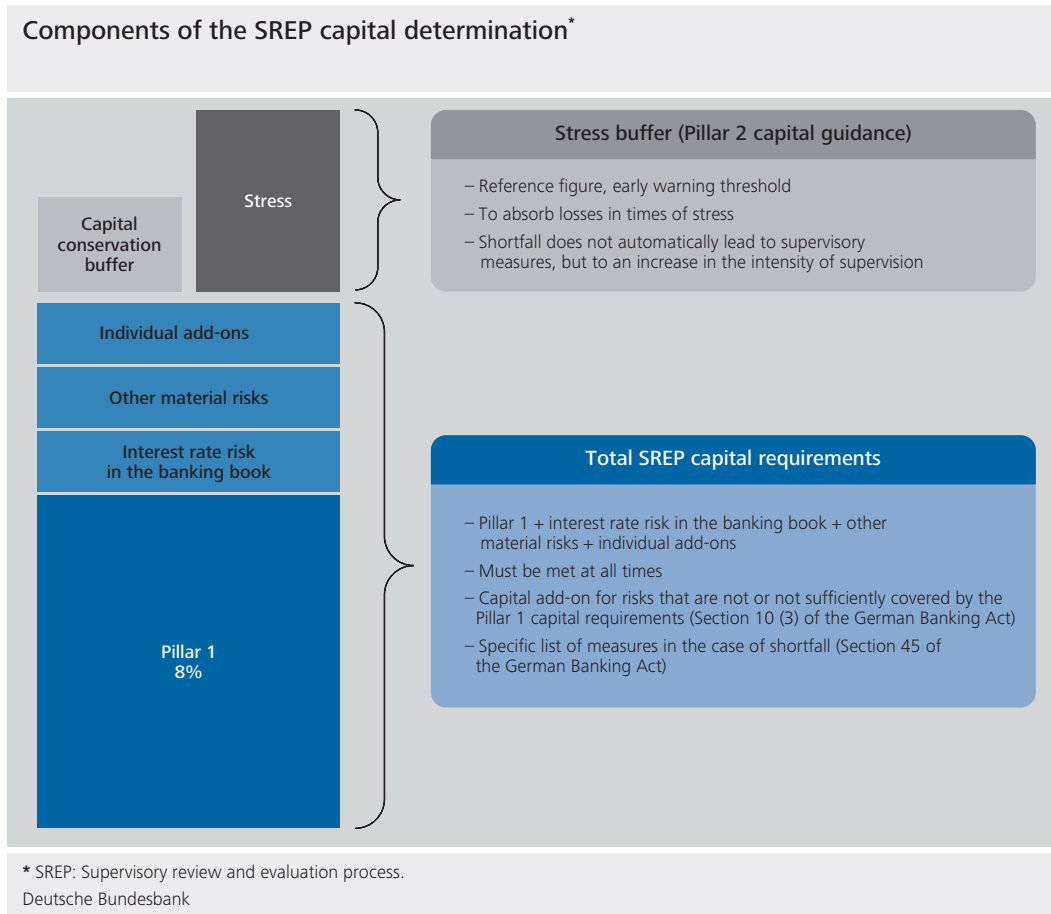 Components of the SREP capital determination*
Stress
Capital
conservation
buffer
Individual add-ons
Other material risks
Interest rate risk
in the banking book
Pillar 1
8%
Stress buffer (Pillar 2 capital guidance)
– Reference figure, early warning threshold
– To absorb losses in times of stress
– Shortfall does not automatically lead to supervisory
measures, but to an increase in the intensity of supervision
Total SREP capital requirements
– Pillar 1 + interest rate risk in the banking book + other
material risks + individual add-ons
– Must be met at all times
– Capital add-on for risks that are not or not sufficiently covered by the
Pillar 1 capital requirements (Section 10 (3) of the German Banking Act)
– Specific list of measures in the case of shortfall (Section 45 of
the German Banking Act)
* SREP: Supervisory review and evaluation process.
Deutsche Bundesbank